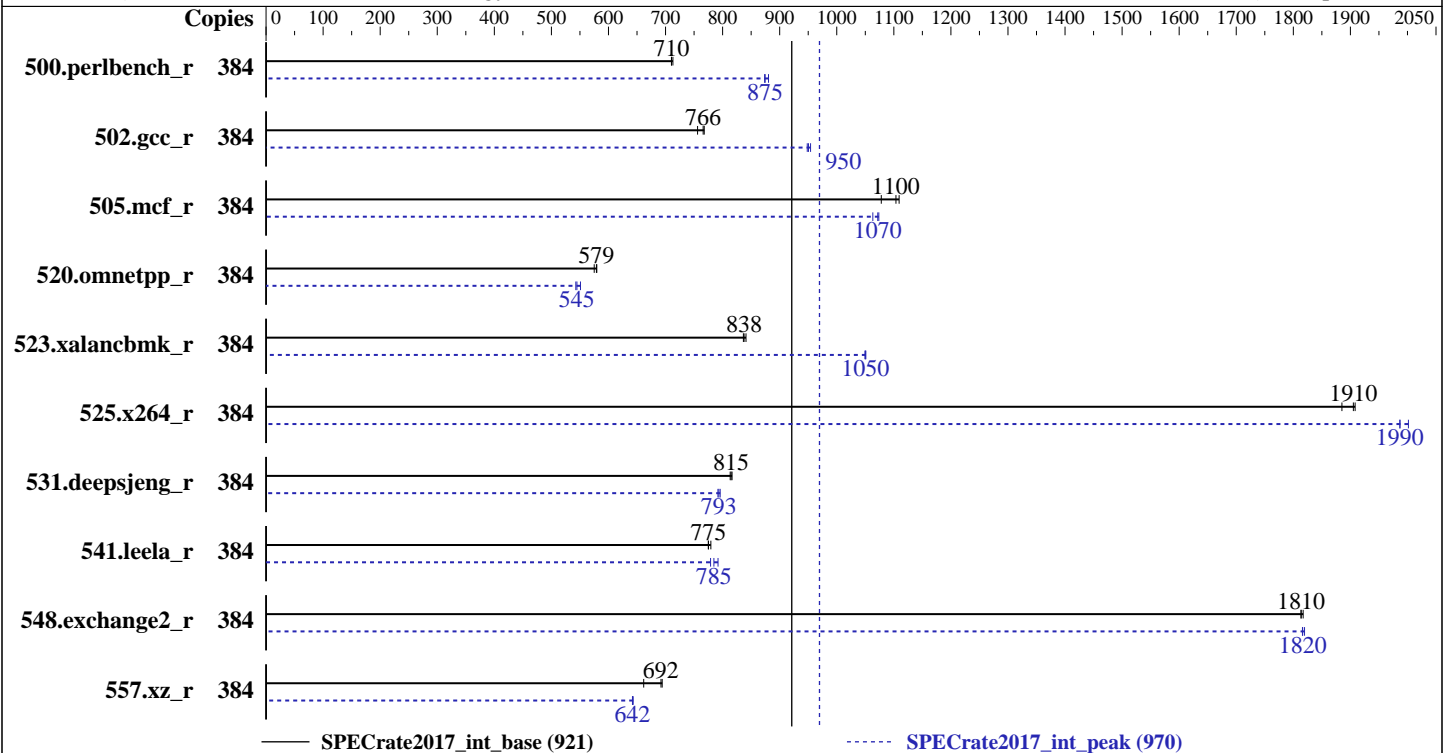 Copies 0 100 200 300 400 500 600 700 800 900 1000 1100 1200 1300 1400 1500 1600 1700 1800 1900 2050
500.perlbench_r 384 710
875
502.gcc_r 384 766
950
505.mcf_r 384 1100
1070
520.omnetpp_r 384 579
545
523.xalancbmk_r 384 838
1050
525.x264_r 384 1910
1990
531.deepsjeng_r 384 815
793
541.leela_r 384 775
785
548.exchange2_r 384 1810
1820
557.xz_r 384 692
642
SPECrate2017_int_base (921) SPECrate2017_int_peak (970)